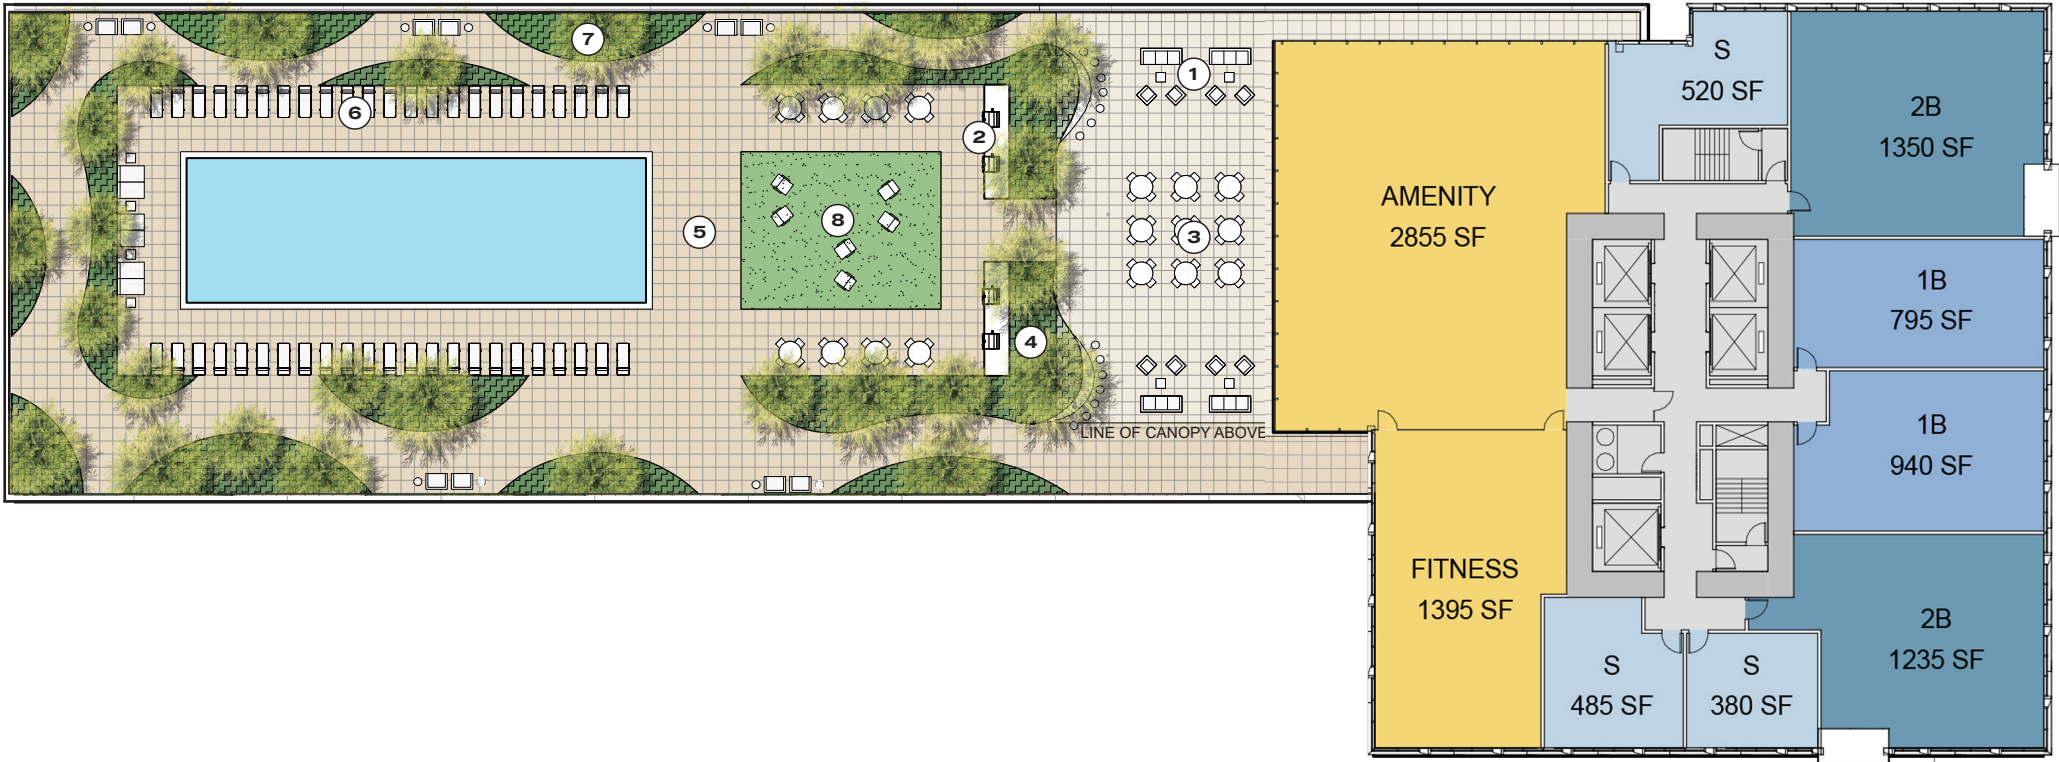 7
6
1
2
5
8
3
4
LINE OF CANOPY ABOVE
AMENITY
2855 SF
FITNESS
1395 SF
S
520 SF
2B
1350 SF
1B
795 SF
1B
940 SF
2B
1235 SF
S
485 SF
S
380 SF